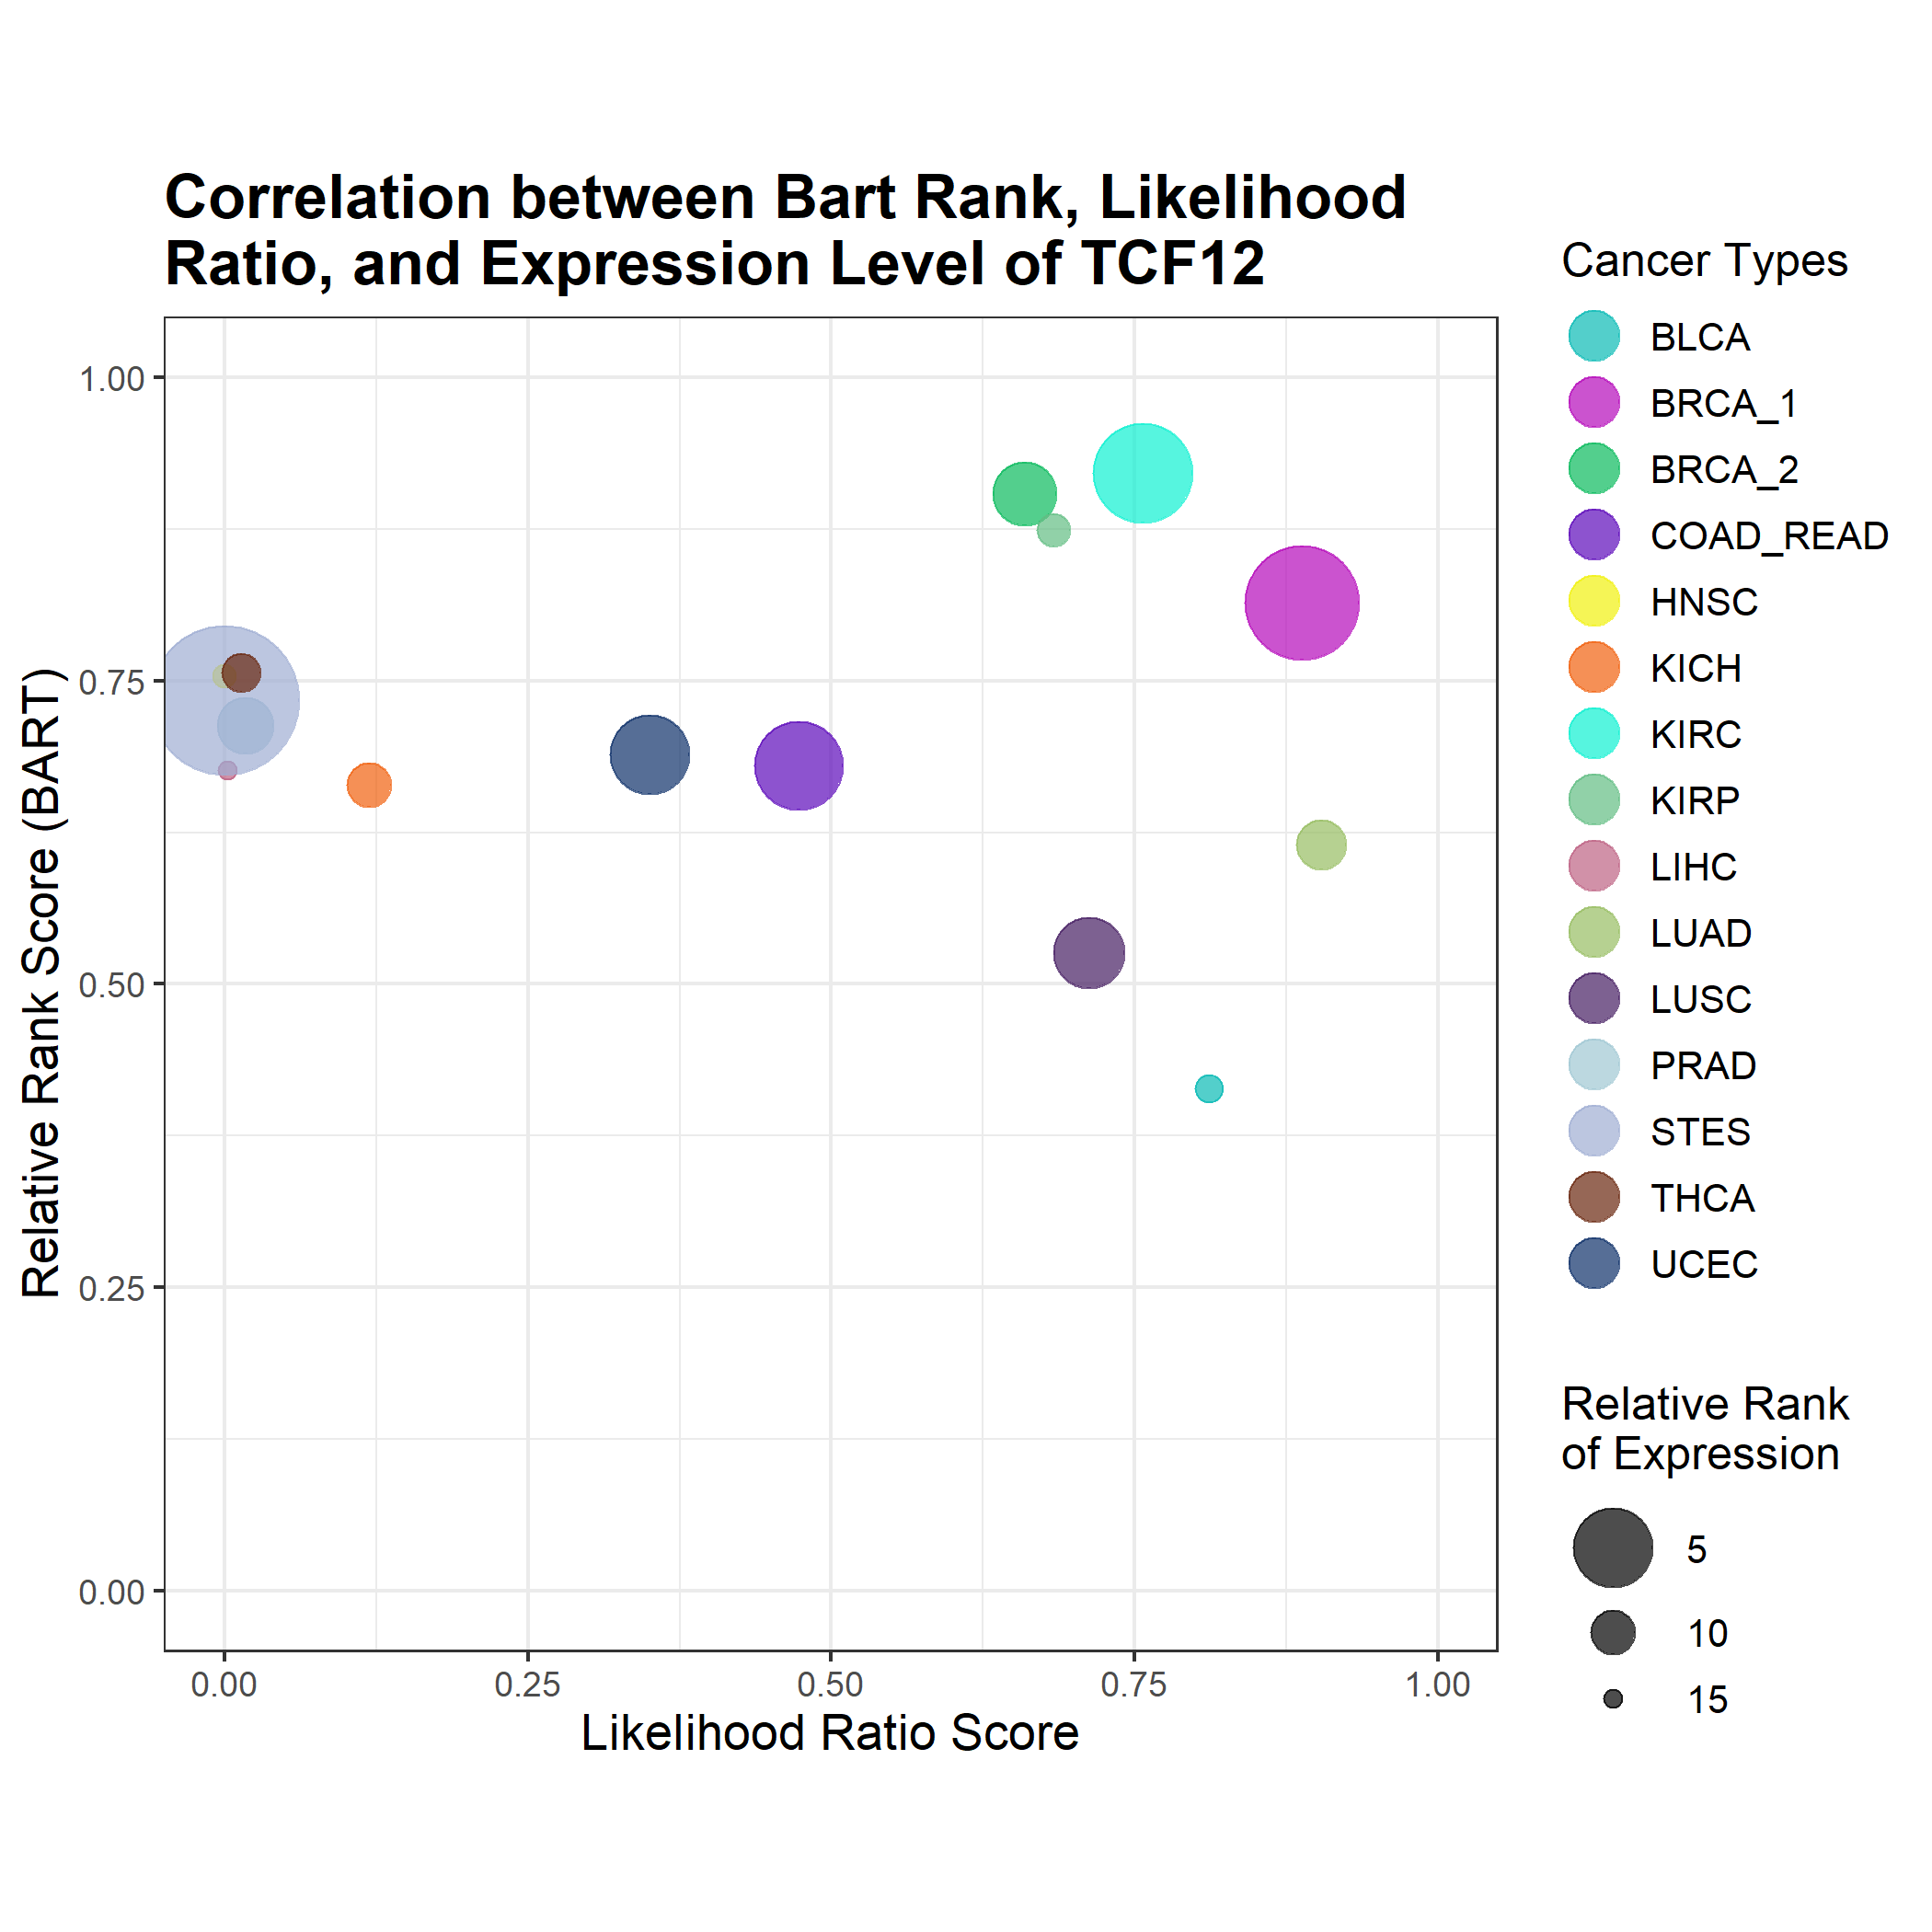 Correlation between Bart Rank, Likelihood
Ratio, and Expression Level of TCF12
Relative Rank Score (BART)
1.00
0.75
0.50
0.25
0.00
0.00
0.25
0.50
0.75
1.00
Likelihood Ratio Score
Cancer Types
BLCA
BRCA_1
BRCA_2
COAD_READ
HNSC
KICH
KIRC
KIRP
LIHC
LUAD
LUSC
PRAD
STES
THCA
UCEC
Relative Rank
of Expression
5
10
15